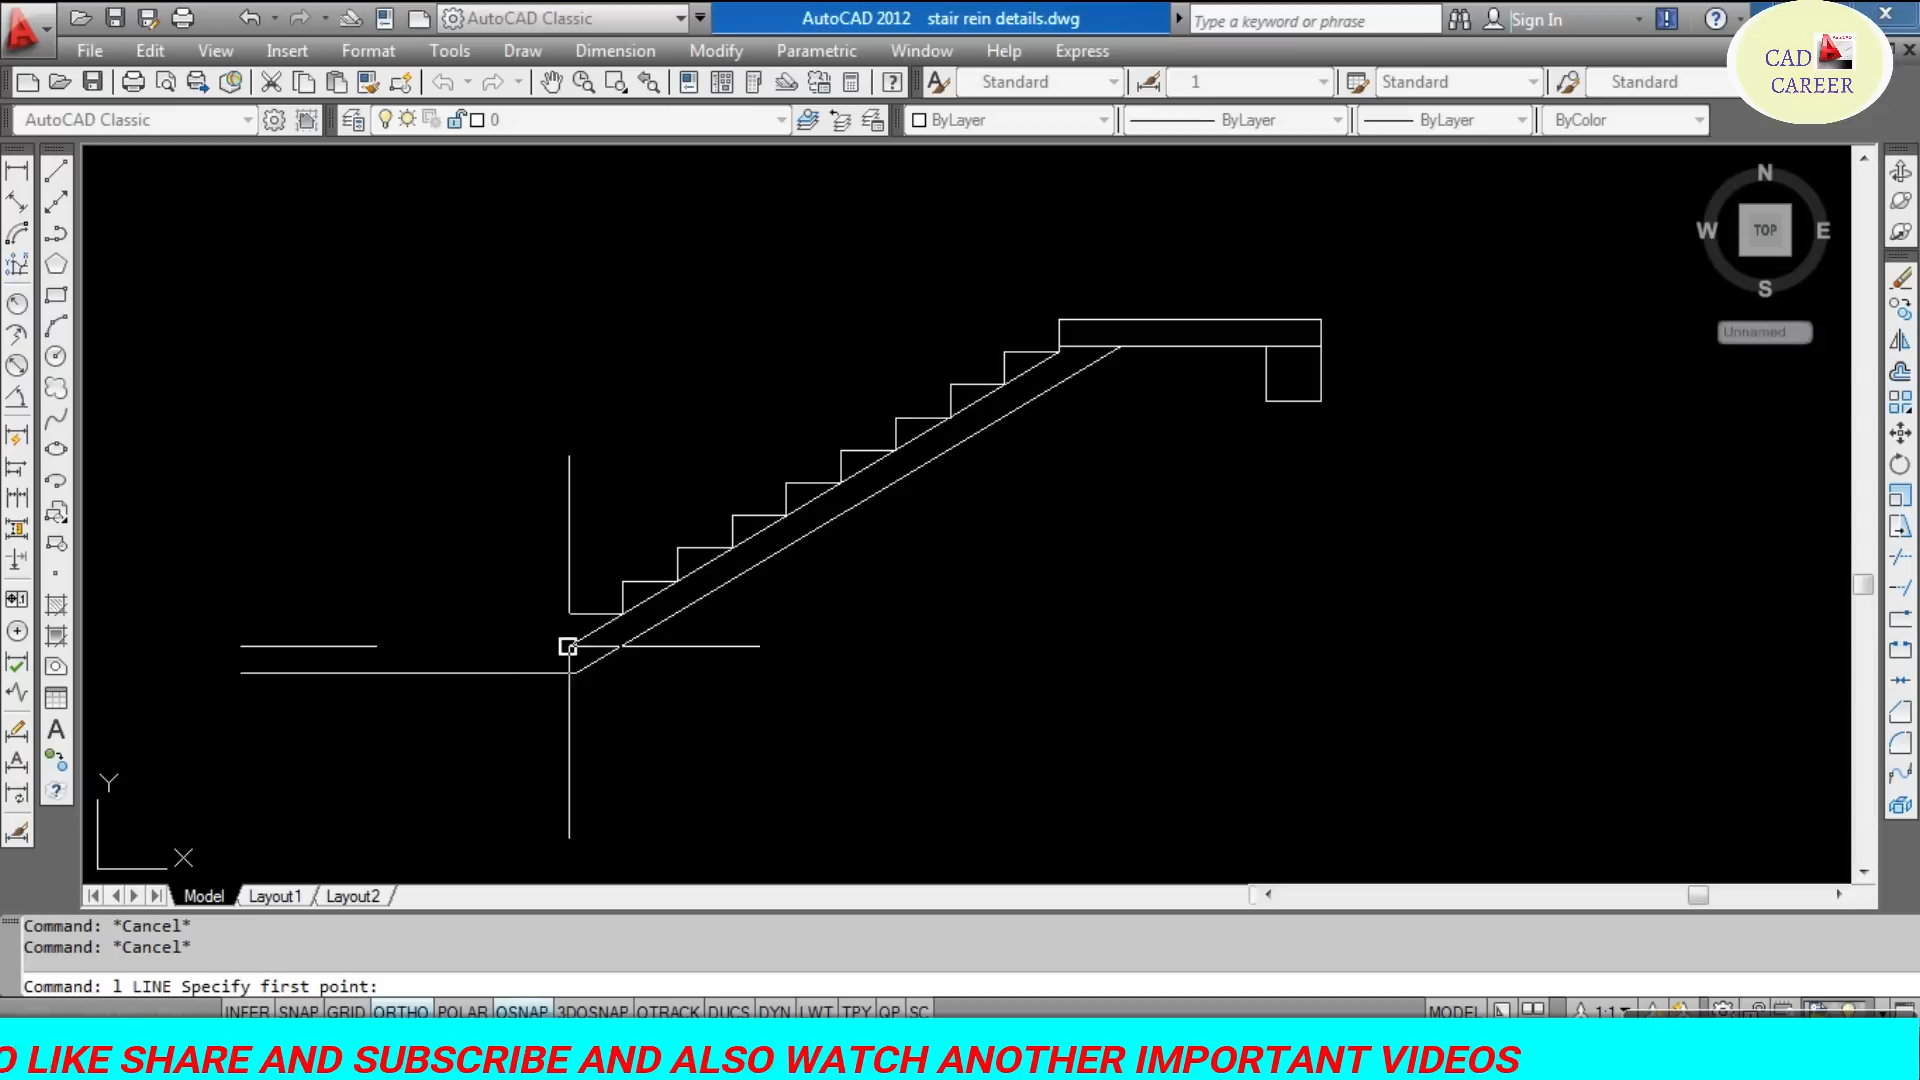 AutoCAD Classic
AutoCAD 2012 stair rein details.dwg
Type a keyword or phrase
Sign In
File Edit View Insert Format Tools Draw Dimension Modify Parametric Window Help Express
CAD
CAREER
Standard 1 Standard Standard
AutoCAD Classic 0 ByLayer ByLayer ByLayer ByColor
N
W TOP E
S
Unnamed
Y
X
Model Layout1 Layout2
Command: *Cancel*
Command: *Cancel*
Command: l LINE Specify first point:
INFER SNAP GRID ORTHO POLAR OSNAP 3DOSNAP OTRACK DUCS DYN LWT TPY QP SC MODEL 1:1
O LIKE SHARE AND SUBSCRIBE AND ALSO WATCH ANOTHER IMPORTANT VIDEOS